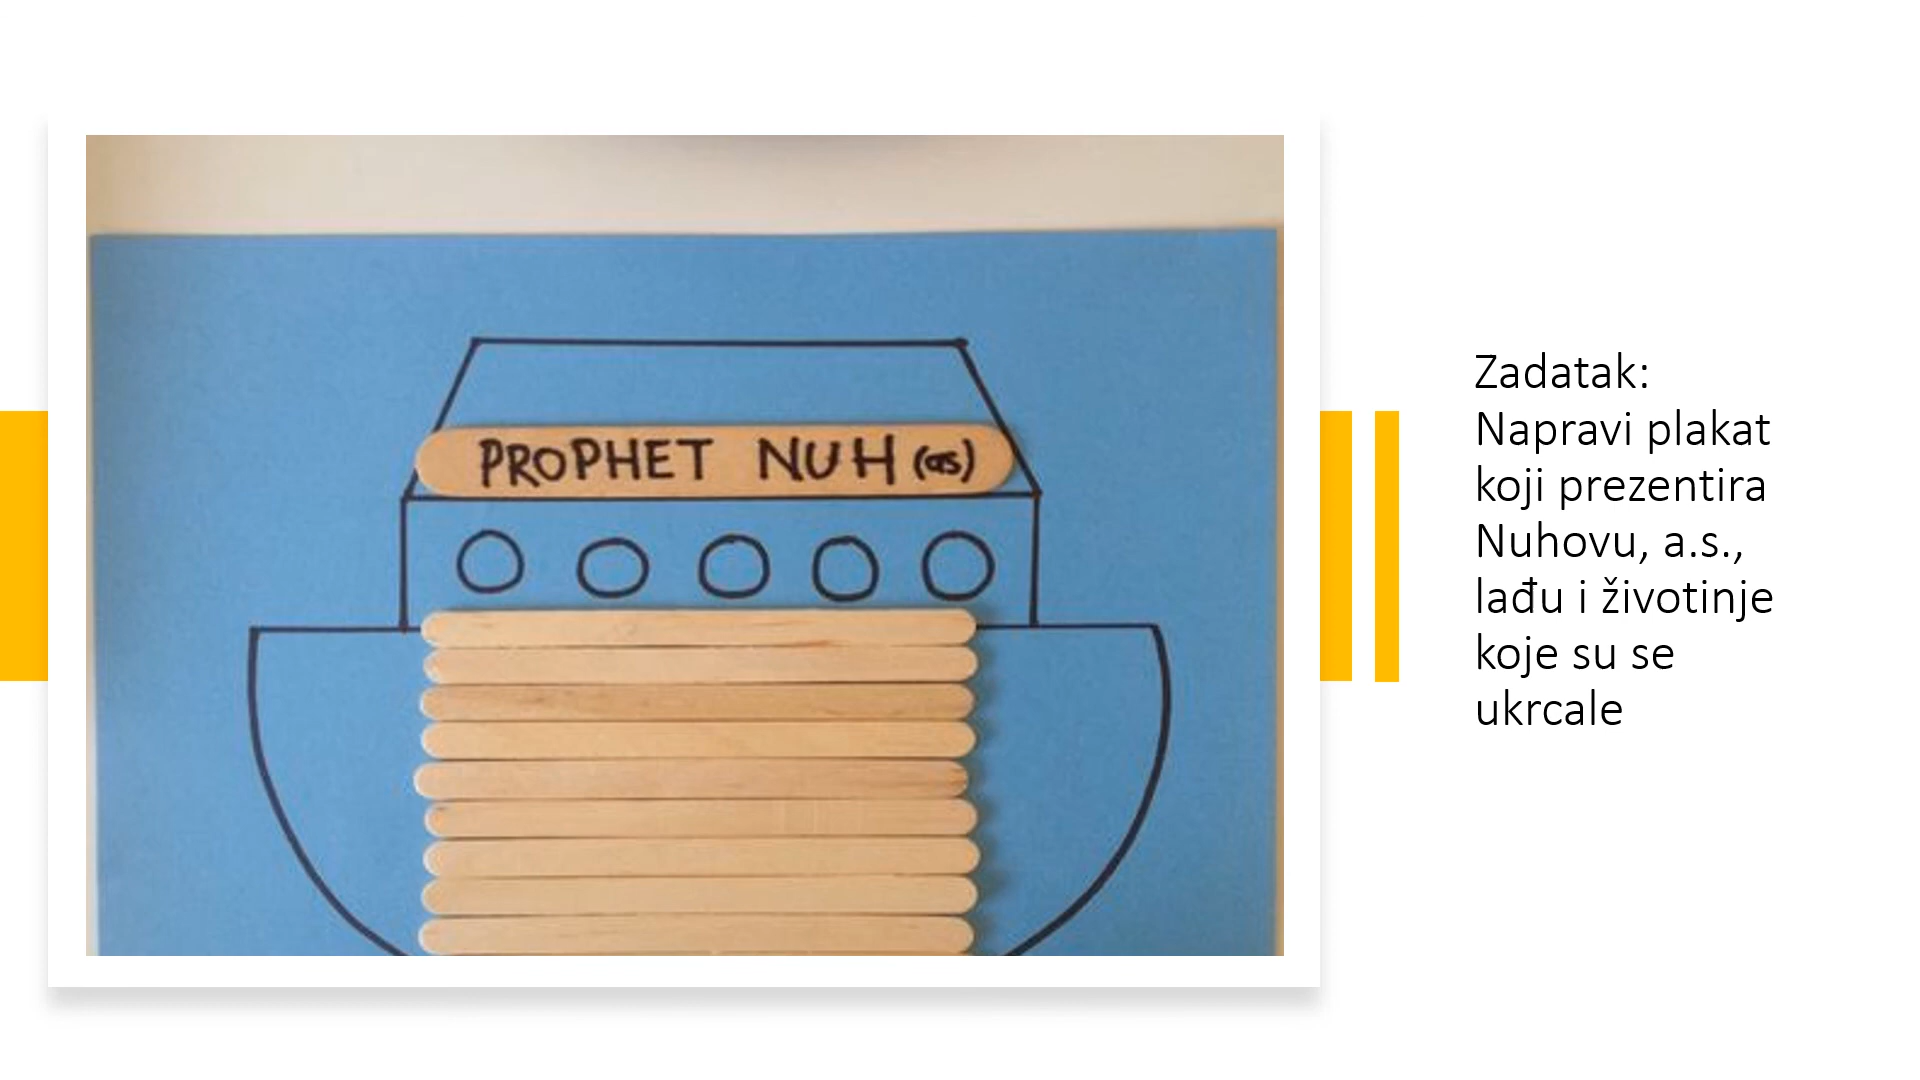 PROPHET NUH (as)
Zadatak:
Napravi plakat
koji prezentira
Nuhovu, a.s.,
lađu i životinje
koje su se
ukrcale